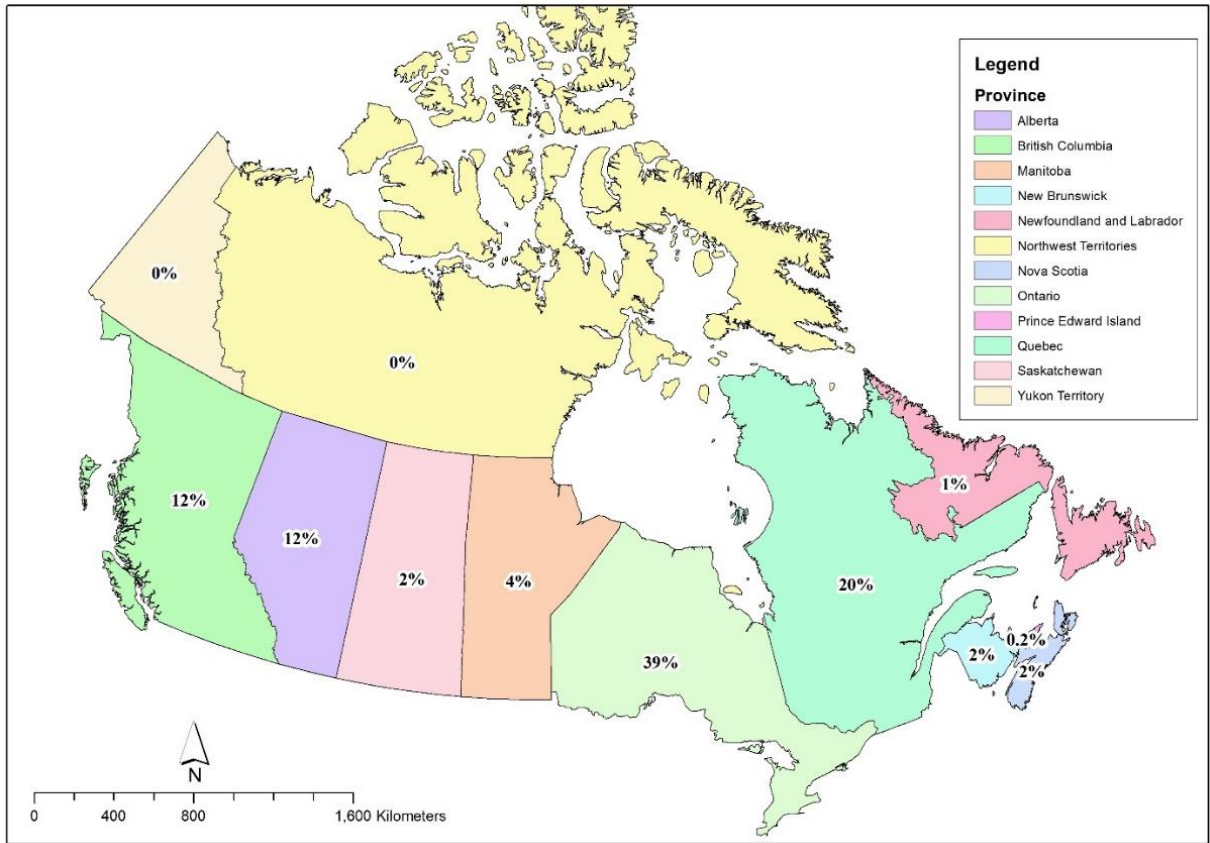 Legend
Province
Alberta
British Columbia
Manitoba
New Brunswick
Newfoundland and Labrador
Northwest Territories
Nova Scotia
Ontario
Prince Edward Island
Quebec
Saskatchewan
Yukon Territory
0%
0%
12%
12%
2%
4%
39%
20%
1%
0.2%
2%
2%
N
0 400 800 1,600 Kilometers